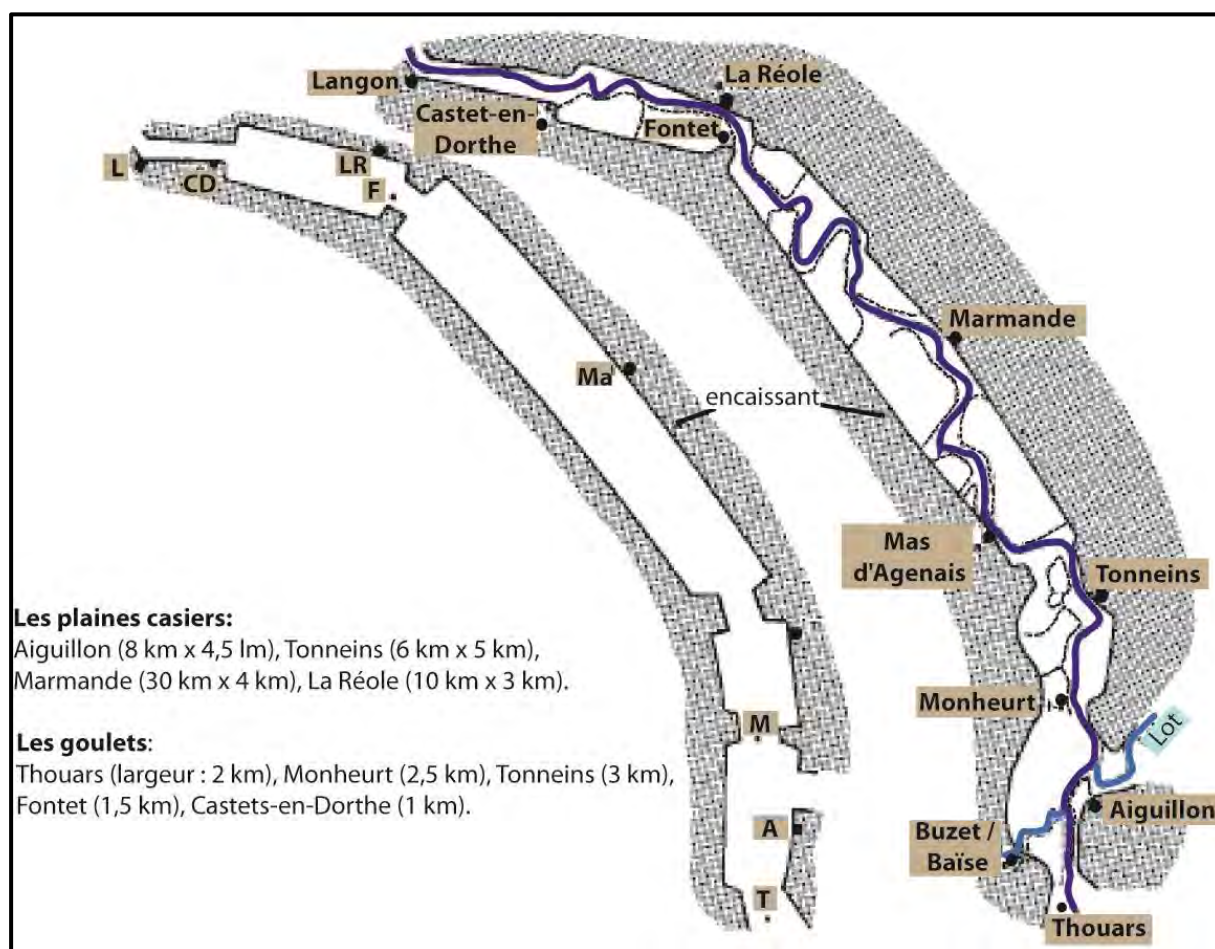 Langon
La Réole
Castet-en-
Dorthe
Fontet
L
CD
LR
F
Marmande
Ma
encaissant
Mas
d'Agenais
Tonneins
Les plaines casiers:
Aiguillon (8 km x 4,5 lm), Tonneins (6 km x 5 km),
Marmande (30 km x 4 km), La Réole (10 km x 3 km).
Monheurt
M
Lot
Les goulets:
Thouars (largeur : 2 km), Monheurt (2,5 km), Tonneins (3 km),
Fontet (1,5 km), Castets-en-Dorthe (1 km).
A
Aiguillon
Buzet /
Baïse
T
Thouars